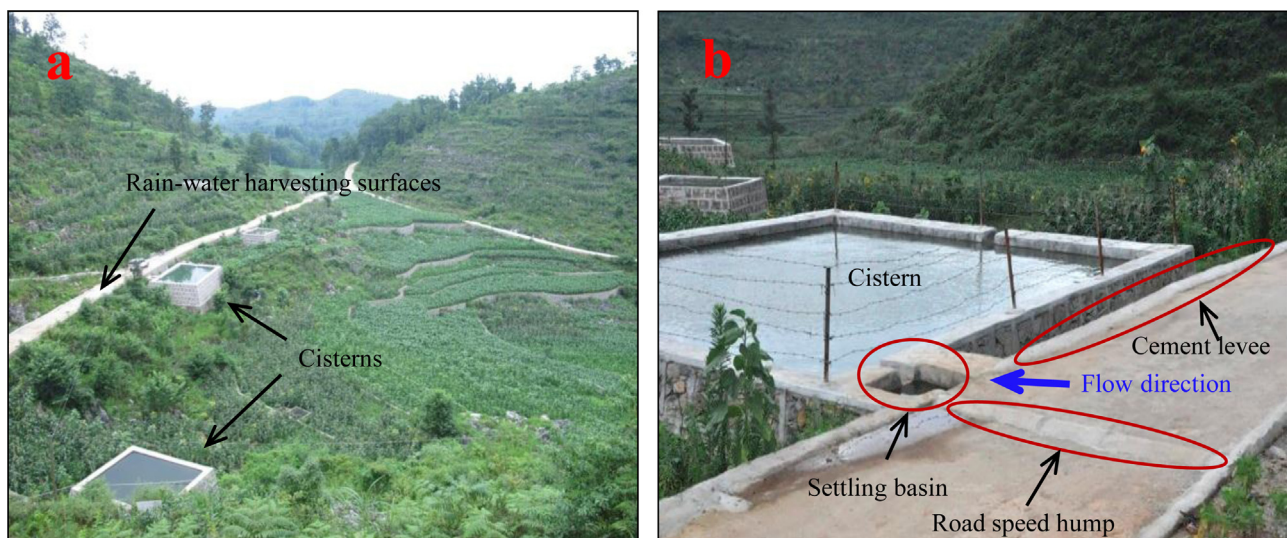 a
Rain-water harvesting surfaces
Cisterns
b
Cistern
Cement levee
Flow direction
Settling basin
Road speed hump